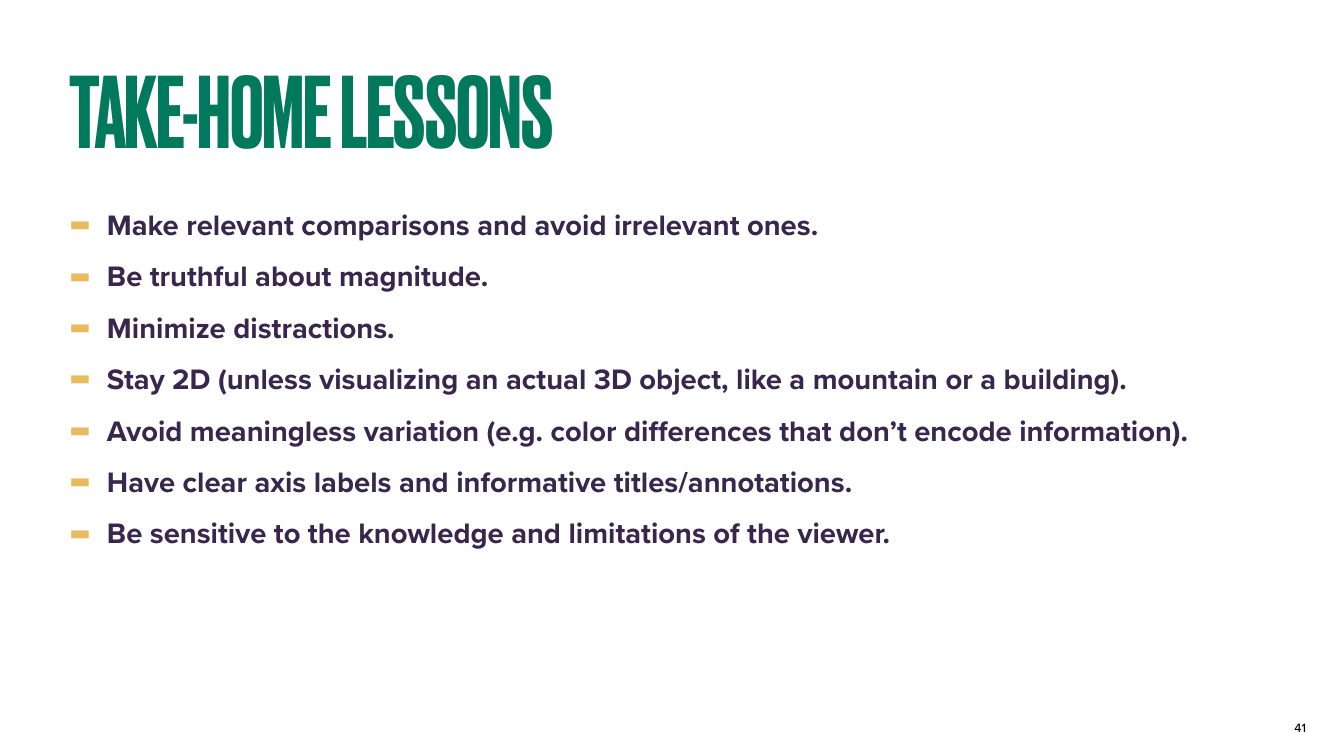 TAKE-HOME LESSONS
Make relevant comparisons and avoid irrelevant ones.
Be truthful about magnitude.
Minimize distractions.
Stay 2D (unless visualizing an actual 3D object, like a mountain or a building).
Avoid meaningless variation (e.g. color differences that don’t encode information).
Have clear axis labels and informative titles/annotations.
Be sensitive to the knowledge and limitations of the viewer.
41